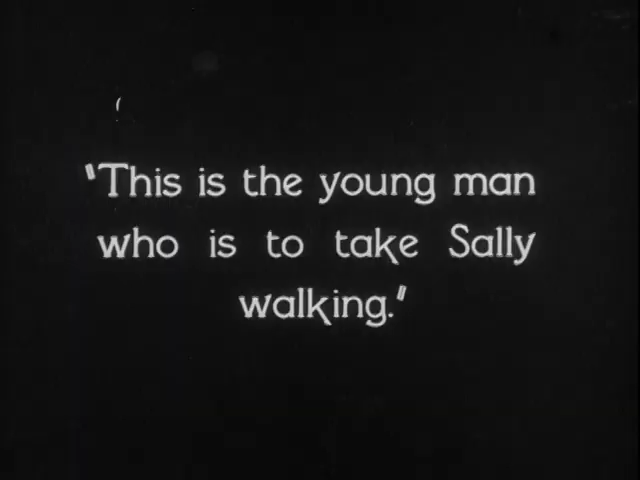 "This is the young man
who is to take Sally
walking."